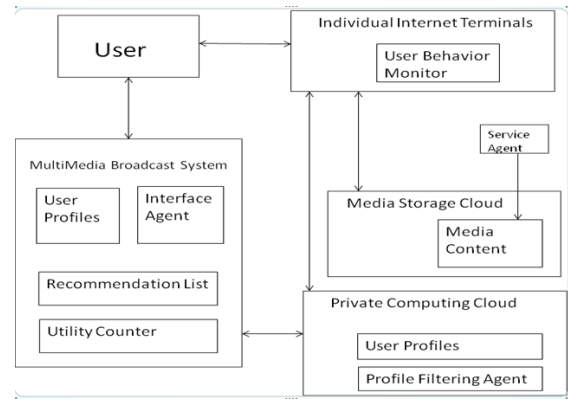 User
Individual Internet Terminals
User Behavior
Monitor
Service
Agent
MultiMedia Broadcast System
User
Profiles
Interface
Agent
Recommendation List
Utility Counter
Media Storage Cloud
Media
Content
Private Computing Cloud
User Profiles
Profile Filtering Agent